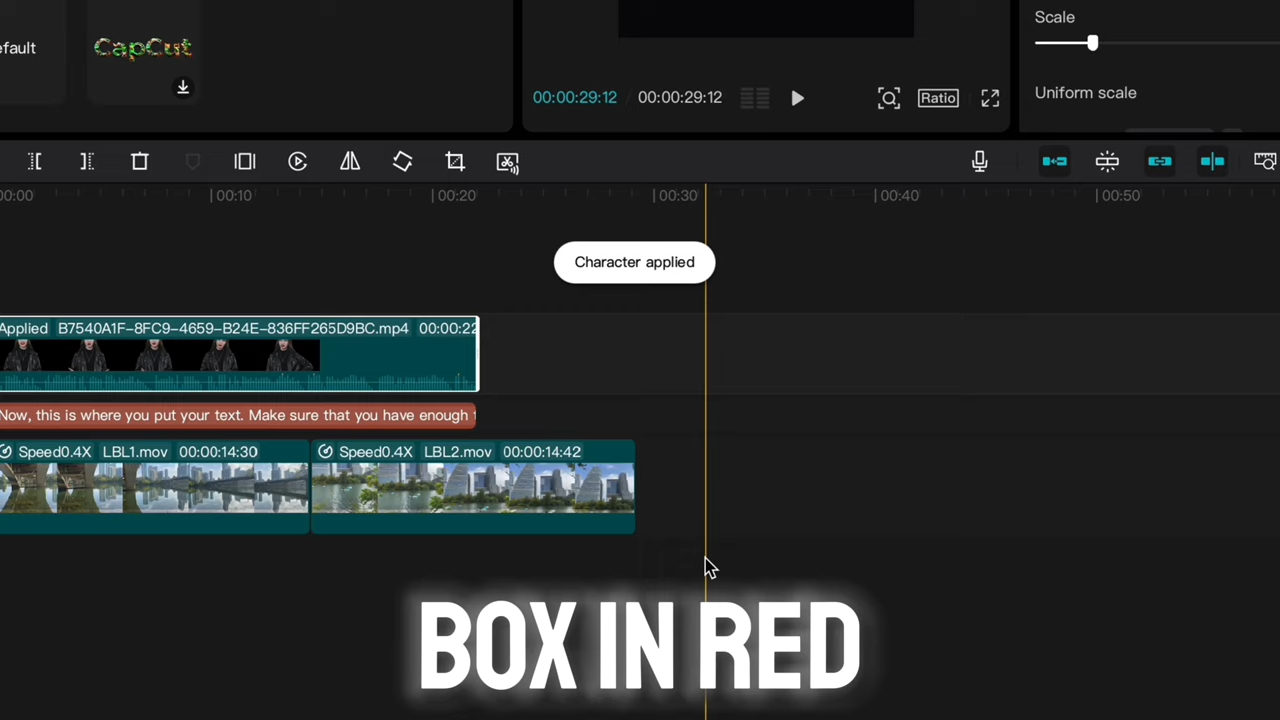 efault
CapCut
00:00:29:12 / 00:00:29:12
Ratio
Scale
Uniform scale
00:00
00:10
00:20
00:30
00:40
00:50
Character applied
Applied B7540A1F-8FC9-4659-B24E-836FF265D9BC.mp4 00:00:22
Now, this is where you put your text. Make sure that you have enough
Speed0.4X LBL1.mov 00:00:14:30
Speed0.4X LBL2.mov 00:00:14:42
BOX IN RED